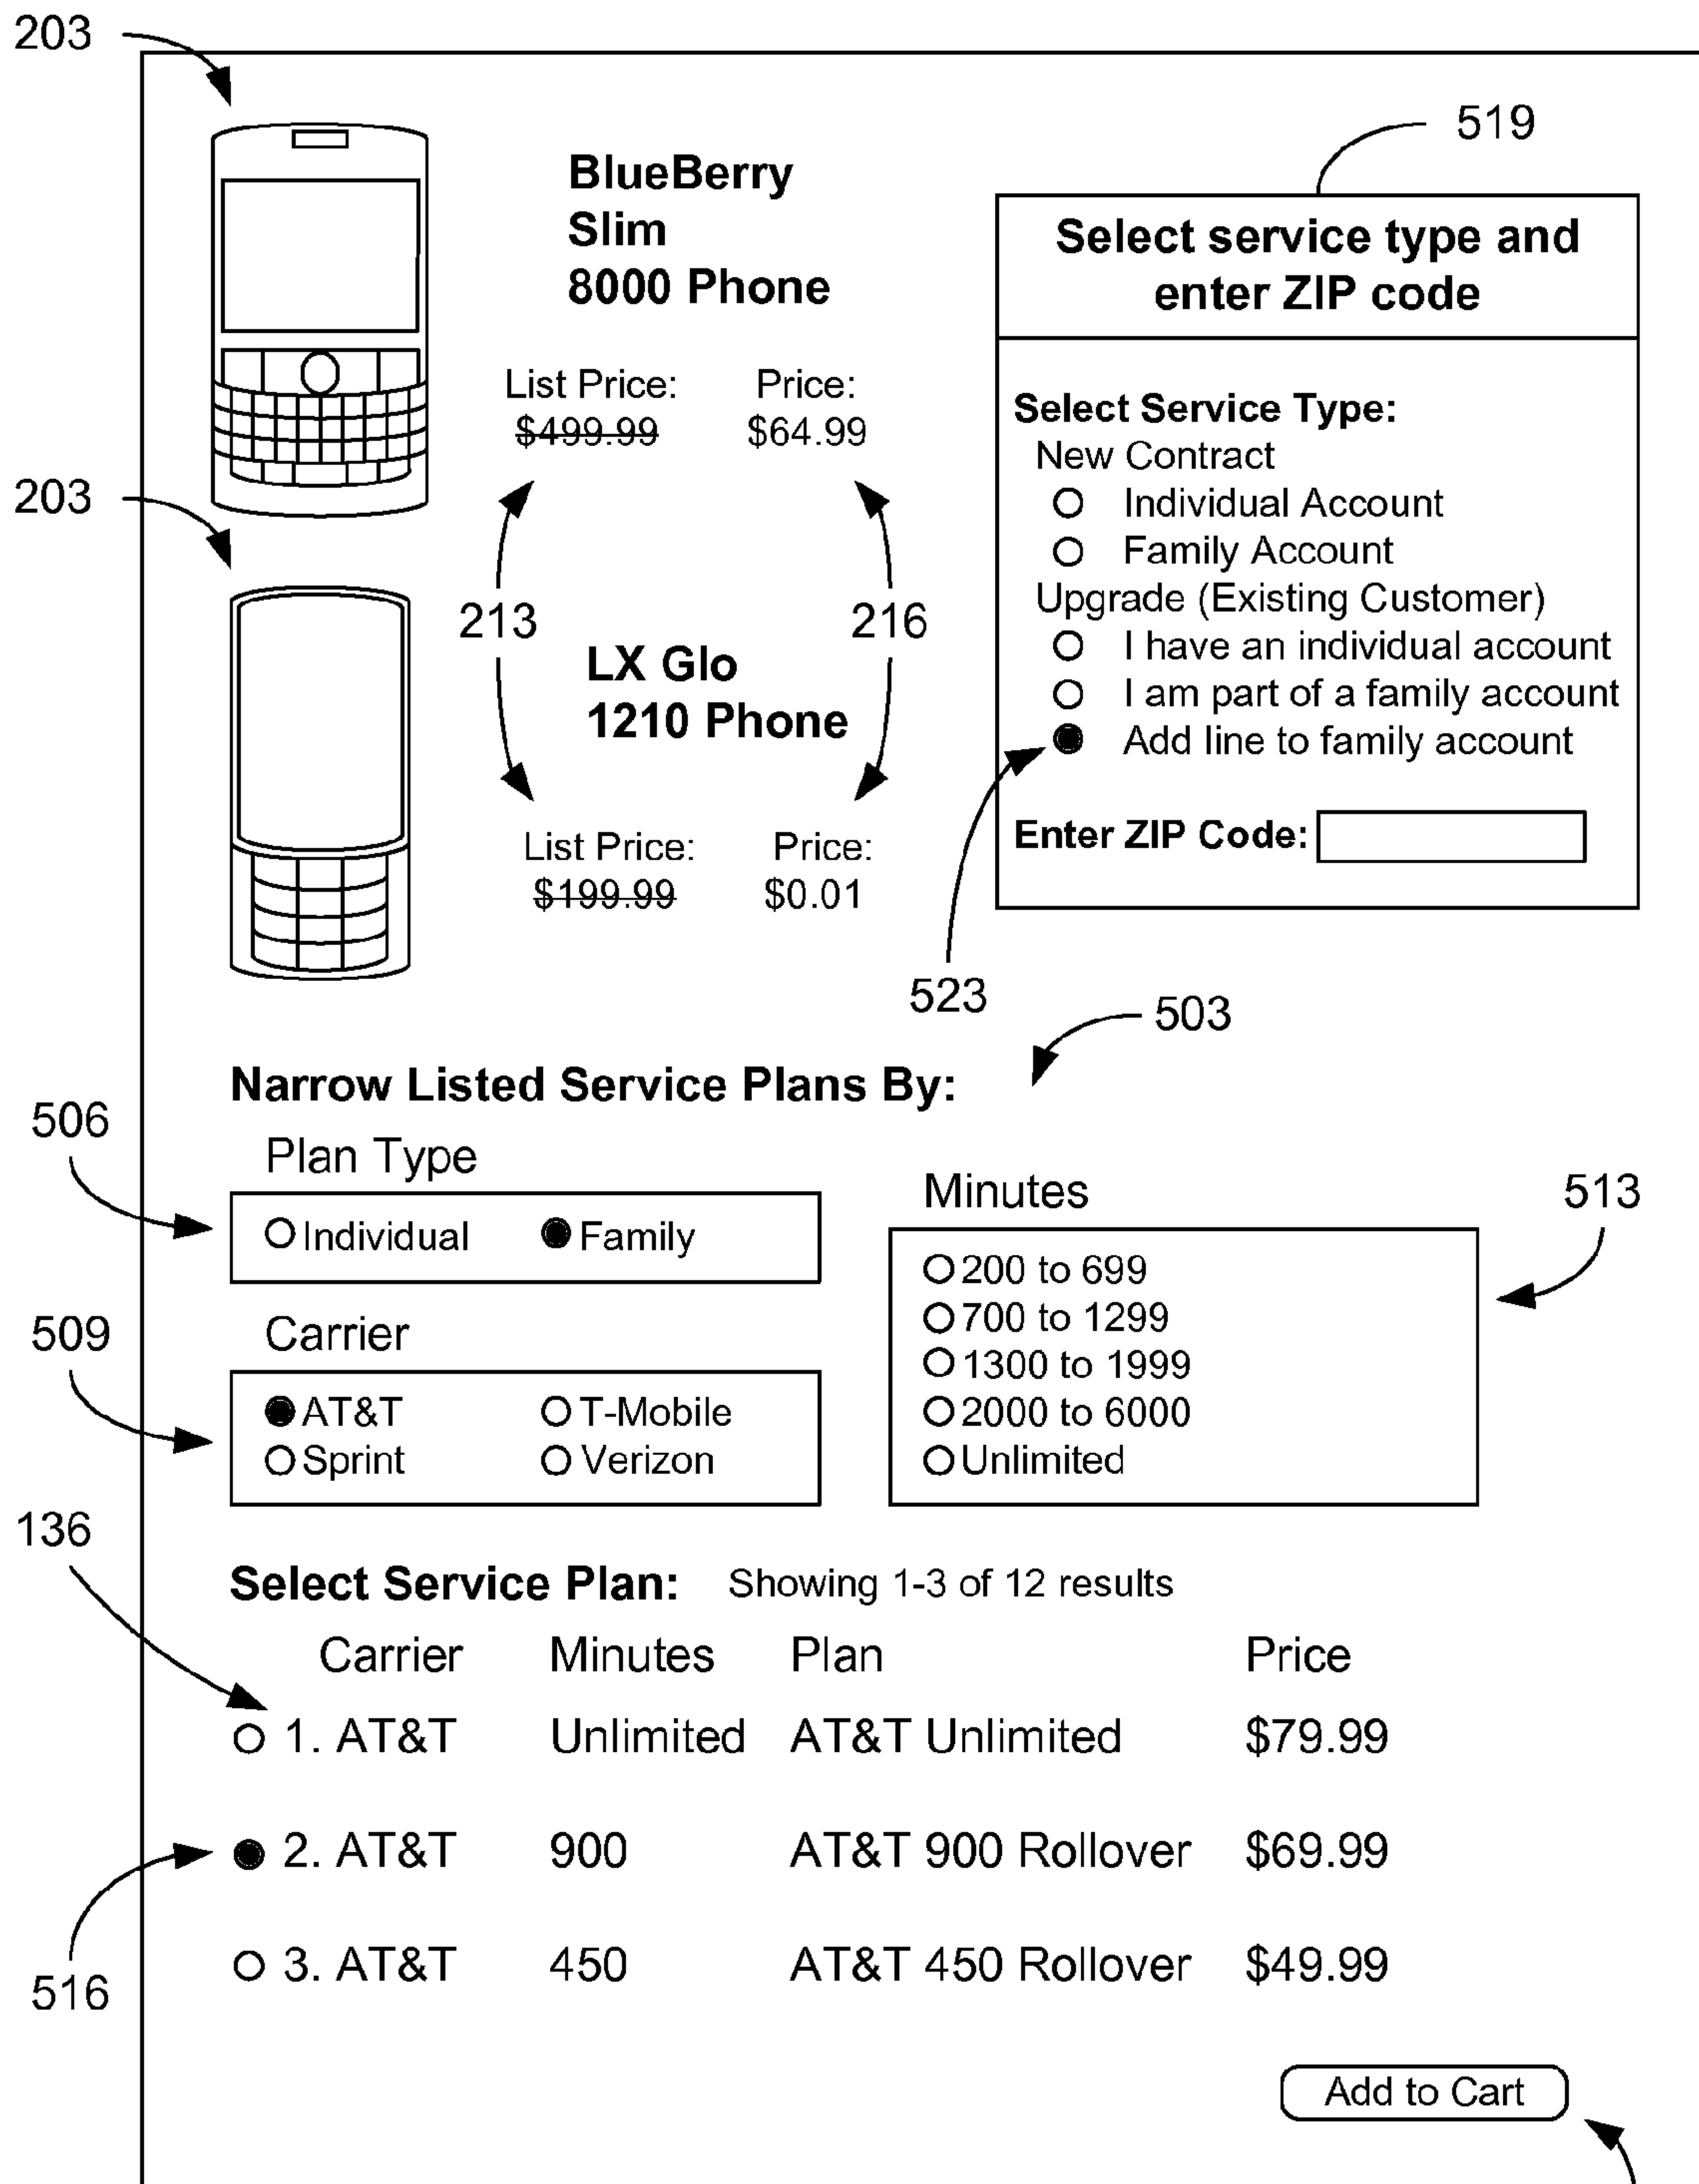 203
519
BlueBerry
Slim
8000 Phone
Select service type and
enter ZIP code
List Price: Price:
$499.99 $64.99
Select Service Type:
New Contract
Individual Account
Family Account
Upgrade (Existing Customer)
I have an individual account
I am part of a family account
Add line to family account
Enter ZIP Code:
203
213
216
LX Glo
1210 Phone
List Price: Price:
$199.99 $0.01
523
503
Narrow Listed Service Plans By:
506
Plan Type
Individual Family
Minutes
513
200 to 699
700 to 1299
1300 to 1999
2000 to 6000
Unlimited
509
Carrier
AT&T T-Mobile
Sprint Verizon
136
Select Service Plan: Showing 1-3 of 12 results
Carrier Minutes Plan Price
1. AT&T Unlimited AT&T Unlimited $79.99
2. AT&T 900 AT&T 900 Rollover $69.99
3. AT&T 450 AT&T 450 Rollover $49.99
516
Add to Cart